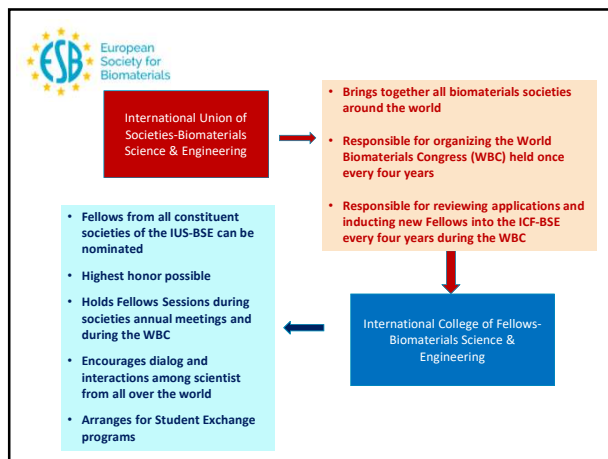 ESB
European
Society for
Biomaterials
International Union of
Societies-Biomaterials
Science & Engineering
• Brings together all biomaterials societies
around the world
• Responsible for organizing the World
Biomaterials Congress (WBC) held once
every four years
• Responsible for reviewing applications and
inducting new Fellows into the ICF-BSE
every four years during the WBC
International College of Fellows-
Biomaterials Science &
Engineering
• Fellows from all constituent
societies of the IUS-BSE can be
nominated
• Highest honor possible
• Holds Fellows Sessions during
societies annual meetings and
during the WBC
• Encourages dialog and
interactions among scientist
from all over the world
• Arranges for Student Exchange
programs